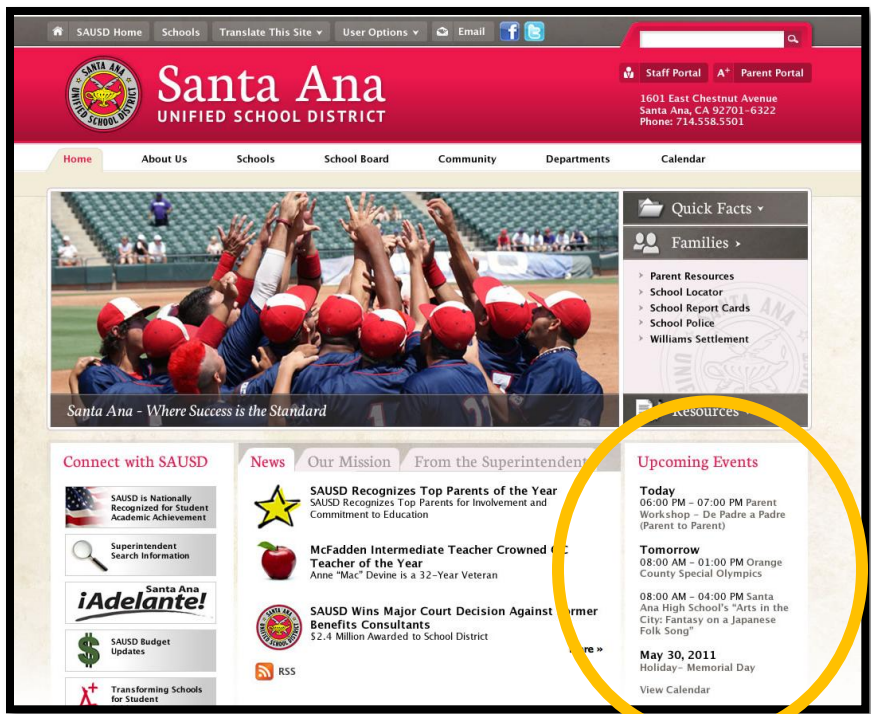 SAUSD Home Schools Translate This Site User Options Email
Staff Portal A+ Parent Portal
SANTA ANA UNIFIED SCHOOL DISTRICT
Santa Ana
UNIFIED SCHOOL DISTRICT
1601 East Chestnut Avenue
Santa Ana, CA 92701-6322
Phone: 714.558.5501
Home About Us Schools School Board Community Departments Calendar
Quick Facts
Families
Parent Resources
School Locator
School Report Cards
School Police
Williams Settlement
Resources
Santa Ana - Where Success is the Standard
Connect with SAUSD
SAUSD is Nationally
Recognized for Student
Academic Achievement
Superintendent
Search Information
Santa Ana
¡Adelante!
SAUSD Budget
Updates
Transforming Schools
for Student
News Our Mission From the Superintendent
SAUSD Recognizes Top Parents of the Year
SAUSD Recognizes Top Parents for Involvement and
Commitment to Education
McFadden Intermediate Teacher Crowned
Teacher of the Year
Anne “Mac” Devine is a 32-Year Veteran
SAUSD Wins Major Court Decision Against Former
Benefits Consultants
$2.4 Million Awarded to School District
More »
RSS
Upcoming Events
Today
06:00 PM - 07:00 PM Parent
Workshop - De Padre a Padre
(Parent to Parent)
Tomorrow
08:00 AM - 01:00 PM Orange
County Special Olympics
08:00 AM - 04:00 PM Santa
Ana High School's “Arts in the
City: Fantasy on a Japanese
Folk Song”
May 30, 2011
Holiday- Memorial Day
View Calendar